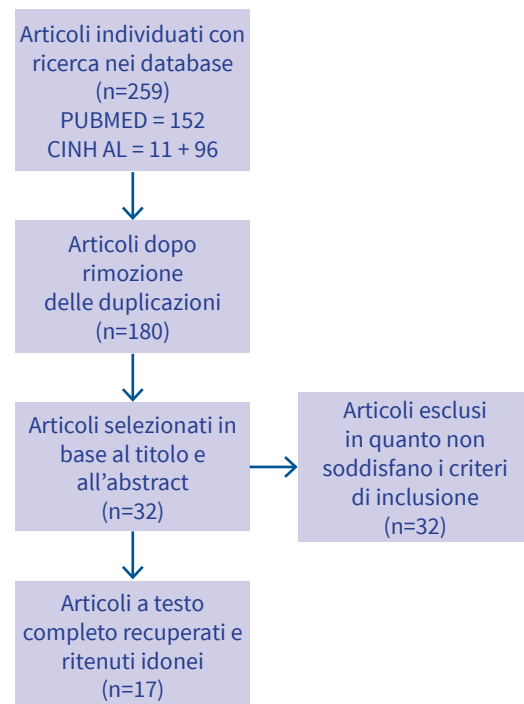 Articoli individuati con
ricerca nei database
(n=259)
PUBMED = 152
CINH AL = 11 + 96
Articoli dopo
rimozione
delle duplicazioni
(n=180)
Articoli selezionati in
base al titolo e
all’abstract
(n=32)
Articoli esclusi
in quanto non
soddisfano i criteri
di inclusione
(n=32)
Articoli a testo
completo recuperati e
ritenuti idonei
(n=17)